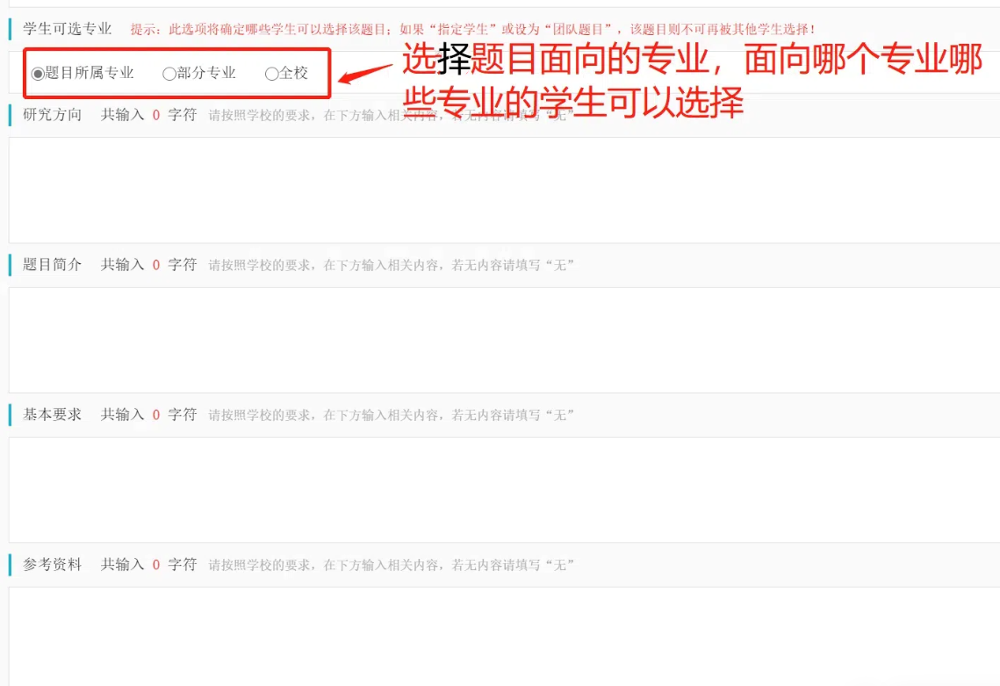 学生可选专业 提示：此选项将确定哪些学生可以选择该题目；如果“指定学生”或设为“团队题目”，该题目则不可再被其他学生选择！
题目所属专业 部分专业 全校
选择题目面向的专业，面向哪个专业哪
些专业的学生可以选择
研究方向 共输入 0 字符 请按照学校的要求，在下方输入相关内容，若无内容请填写“无”
题目简介 共输入 0 字符 请按照学校的要求，在下方输入相关内容，若无内容请填写“无”
基本要求 共输入 0 字符 请按照学校的要求，在下方输入相关内容，若无内容请填写“无”
参考资料 共输入 0 字符 请按照学校的要求，在下方输入相关内容，若无内容请填写“无”